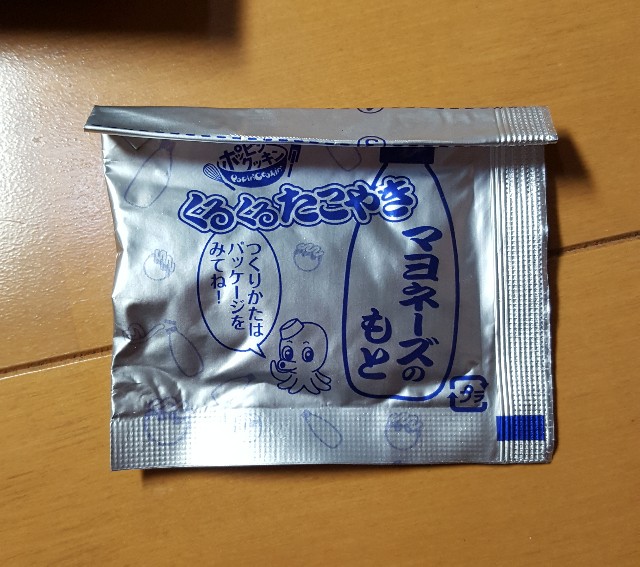 ポッピン
クッキン
くるくるたこやき
つくりかたは
パッケージを
みてね！
マヨネーズの
もと
プラ